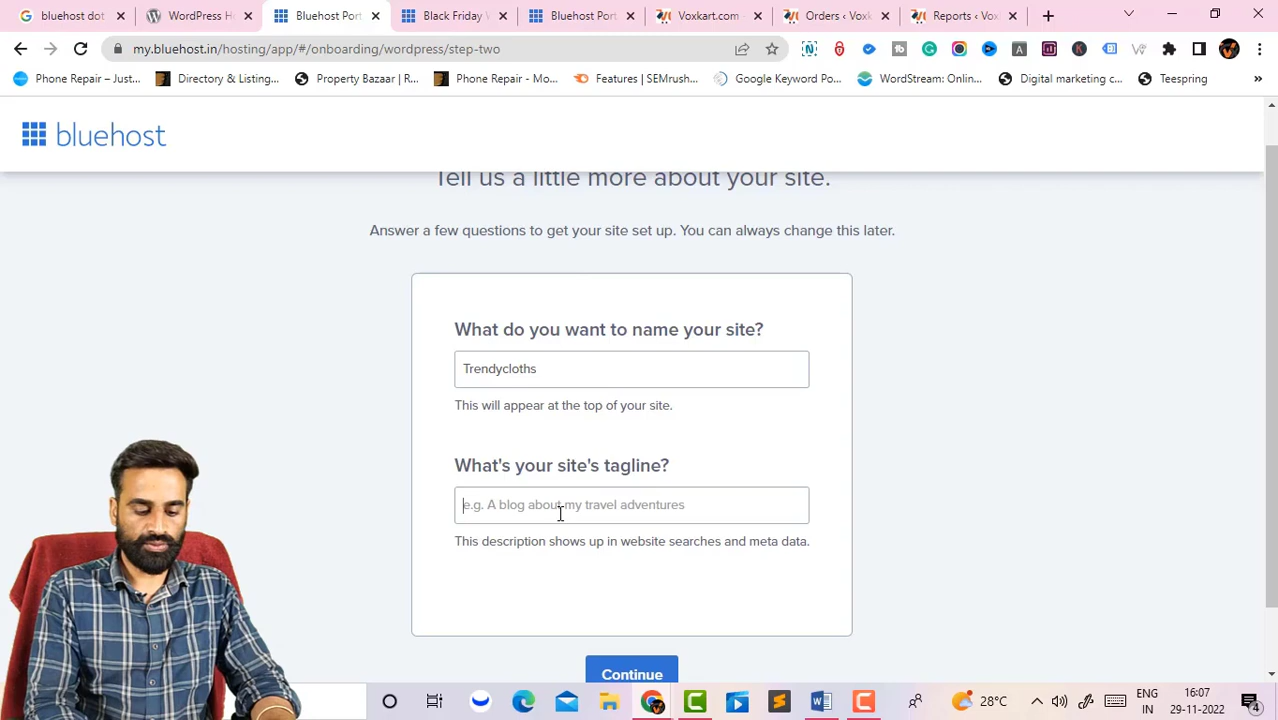 bluehost dot
WordPress H
Bluehost Port
Black Friday
Bluehost Port
Voxkart.com -
Orders ‹ Vox
Reports ‹ Vox
my.bluehost.in/hosting/app/#/onboarding/wordpress/step-two
Phone Repair – Just...
Directory & Listing...
Property Bazaar | R...
Phone Repair - Mo...
Features | SEMrush...
Google Keyword Po...
WordStream: Onlin...
Digital marketing c...
Teespring
»
bluehost
Tell us a little more about your site.
Answer a few questions to get your site set up. You can always change this later.
What do you want to name your site?
Trendycloths
This will appear at the top of your site.
What's your site's tagline?
e.g. A blog about my travel adventures
This description shows up in website searches and meta data.
Continue
28°C
ENG
IN
16:07
29-11-2022
4